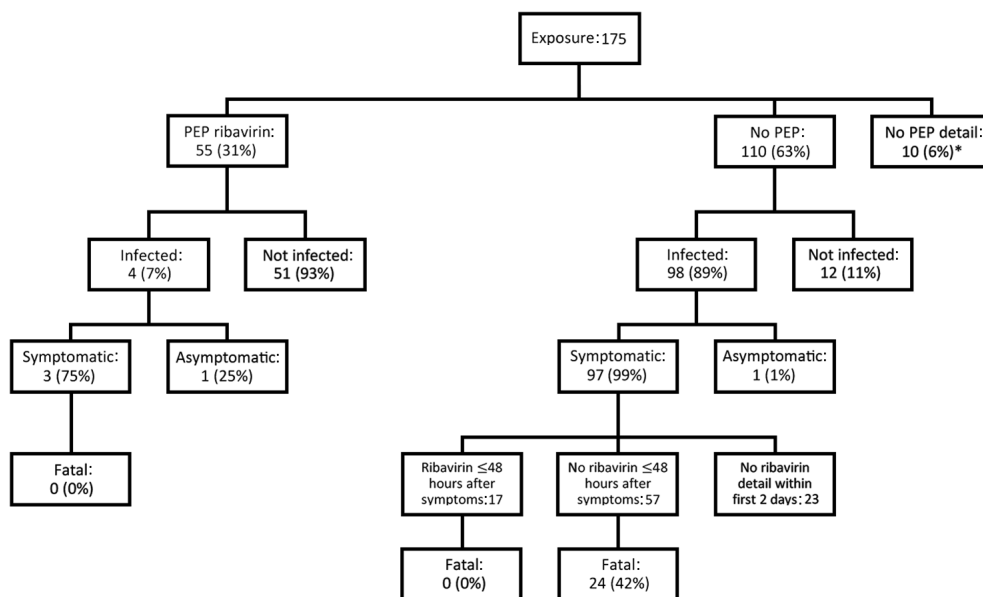 Exposure: 175
PEP ribavirin:
55 (31%)
No PEP:
110 (63%)
No PEP detail:
10 (6%)*
Infected:
4 (7%)
Not infected:
51 (93%)
Infected:
98 (89%)
Not infected:
12 (11%)
Symptomatic:
3 (75%)
Asymptomatic:
1 (25%)
Symptomatic:
97 (99%)
Asymptomatic:
1 (1%)
Fatal:
0 (0%)
Ribavirin ≤48
hours after
symptoms: 17
No ribavirin ≤48
hours after
symptoms: 57
No ribavirin
detail within
first 2 days: 23
Fatal:
0 (0%)
Fatal:
24 (42%)